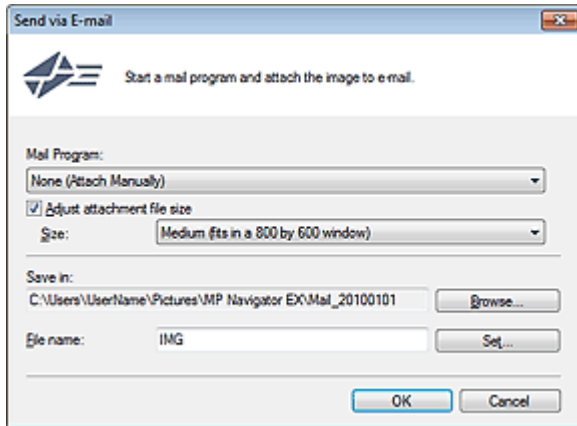 Send via E-mail
Start a mail program and attach the image to e-mail.
Mail Program:
None (Attach Manually)
Adjust attachment file size
Size: Medium (fits in a 800 by 600 window)
Save in:
C:\Users\UserName\Pictures\MP Navigator EX\Mail_20100101 Browse...
File name: IMG Set...
OK Cancel